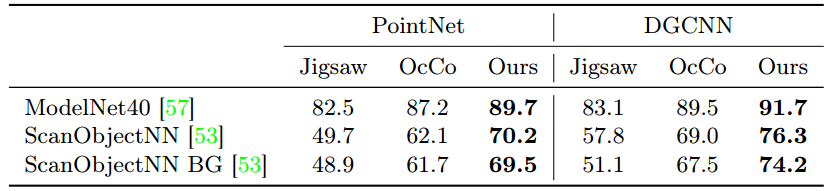 PointNet DGCNN
Jigsaw OcCo Ours Jigsaw OcCo Ours
ModelNet40 [57] 82.5 87.2 89.7 83.1 89.5 91.7
ScanObjectNN [53] 49.7 62.1 70.2 57.8 69.0 76.3
ScanObjectNN BG [53] 48.9 61.7 69.5 51.1 67.5 74.2